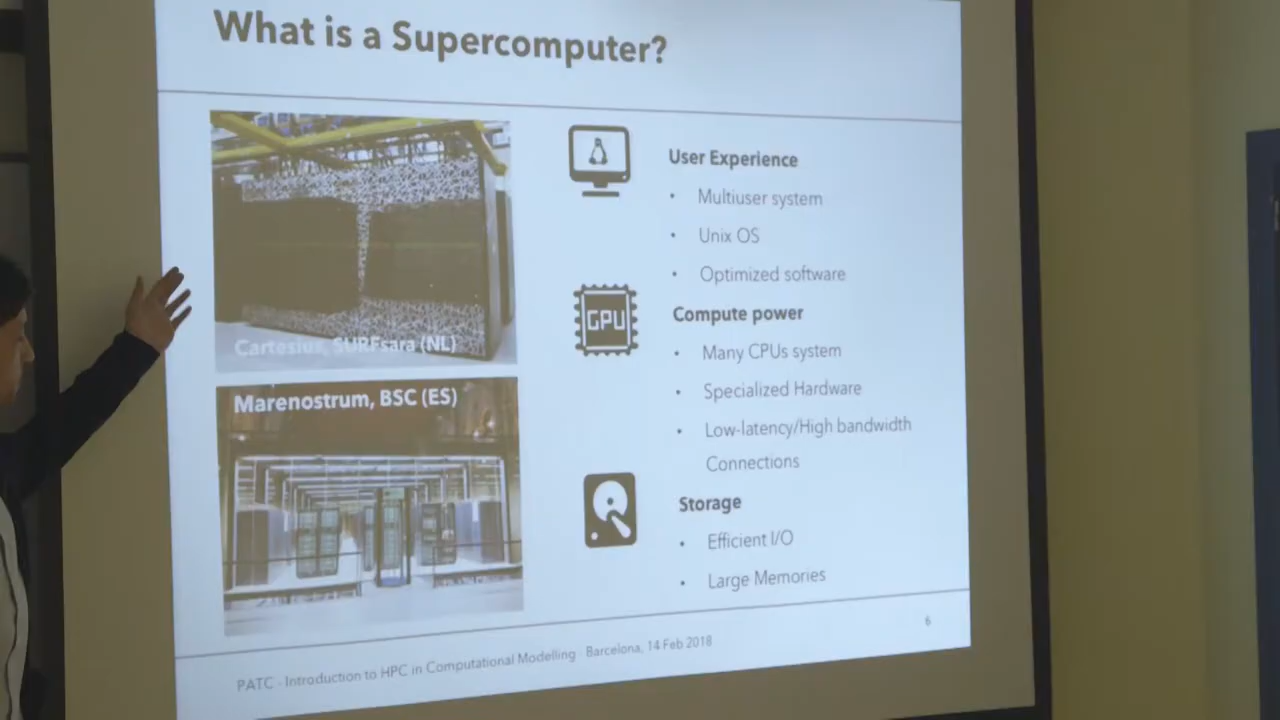 What is a Supercomputer?
Cartesius, SURFsara (NL)
Marenostrum, BSC (ES)
User Experience
• Multiuser system
• Unix OS
• Optimized software
GPU
Compute power
• Many CPUs system
• Specialized Hardware
• Low-latency/High bandwidth
Connections
Storage
• Efficient I/O
• Large Memories
6
PATC - Introduction to HPC in Computational Modelling - Barcelona, 14 Feb 2018